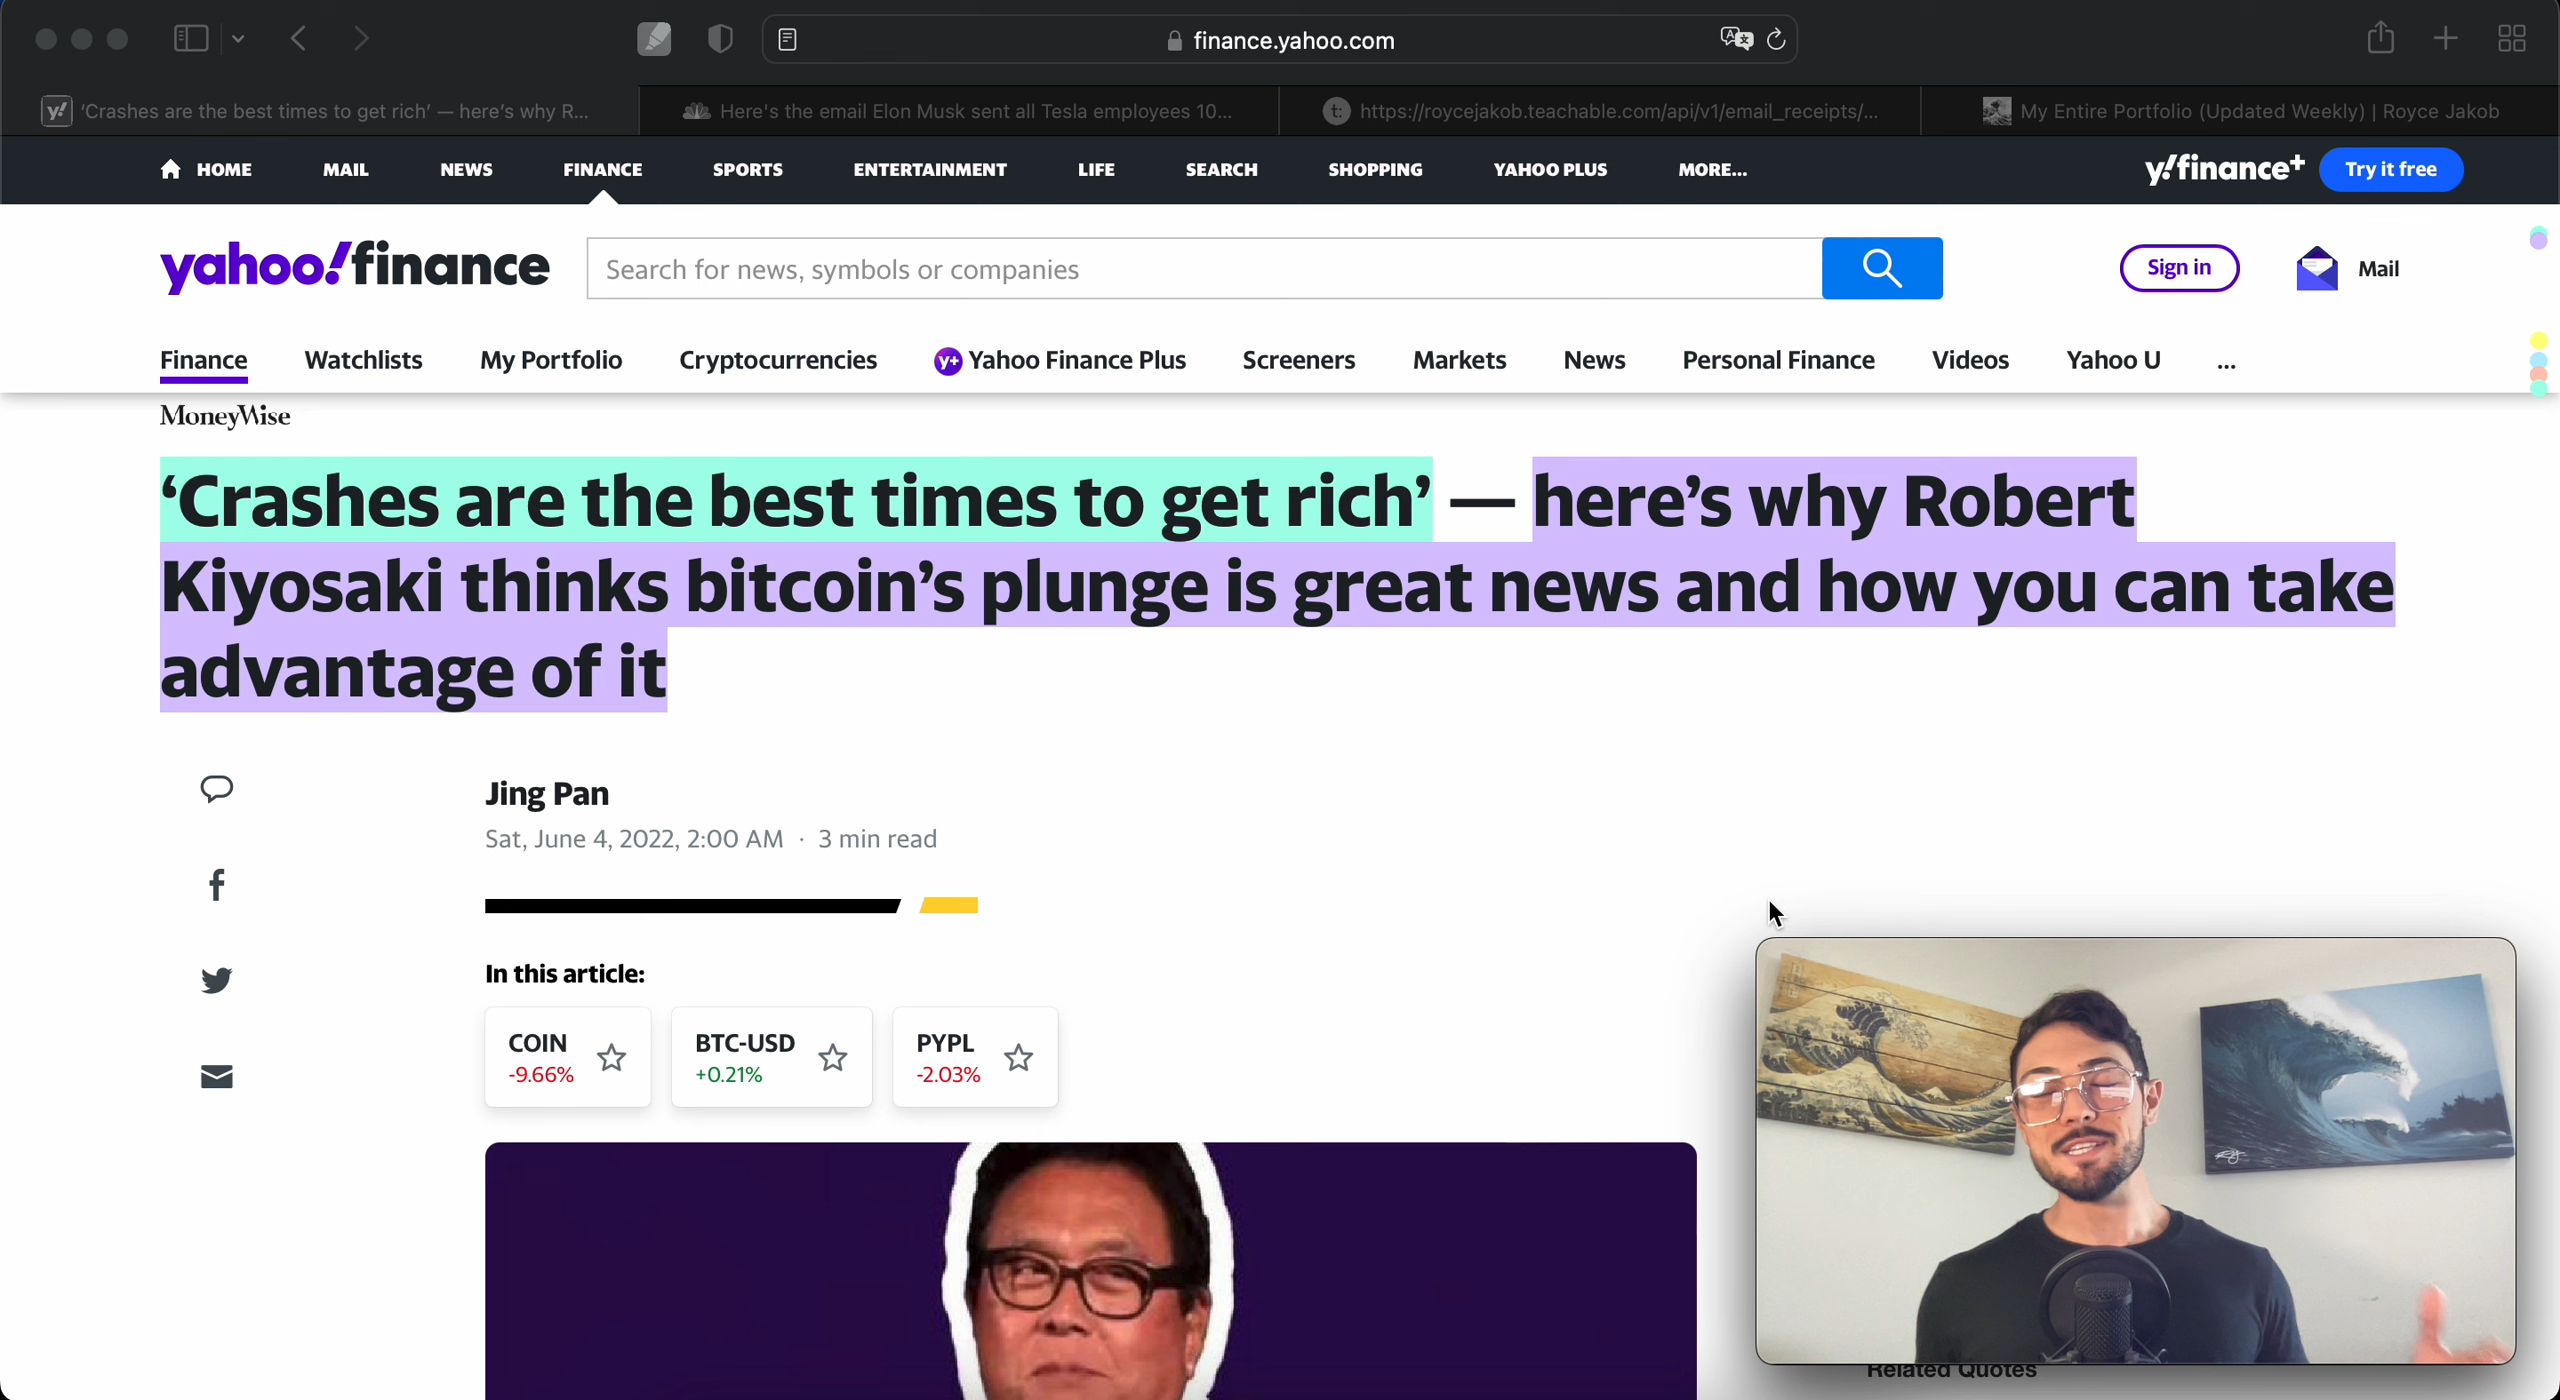 finance.yahoo.com
y! 'Crashes are the best times to get rich' — here's why R...
Here's the email Elon Musk sent all Tesla employees 10...
t: https://roycejakob.teachable.com/api/v1/email_receipts/...
My Entire Portfolio (Updated Weekly) | Royce Jakob
HOME MAIL NEWS FINANCE SPORTS ENTERTAINMENT LIFE SEARCH SHOPPING YAHOO PLUS MORE... y!finance+ Try it free
yahoo!finance Search for news, symbols or companies Sign in Mail
Finance Watchlists My Portfolio Cryptocurrencies y+ Yahoo Finance Plus Screeners Markets News Personal Finance Videos Yahoo U ...
MoneyWise
‘Crashes are the best times to get rich’ — here’s why Robert
Kiyosaki thinks bitcoin’s plunge is great news and how you can take
advantage of it
Jing Pan
Sat, June 4, 2022, 2:00 AM · 3 min read
In this article:
COIN BTC-USD PYPL
-9.66% +0.21% -2.03%
Related Quotes